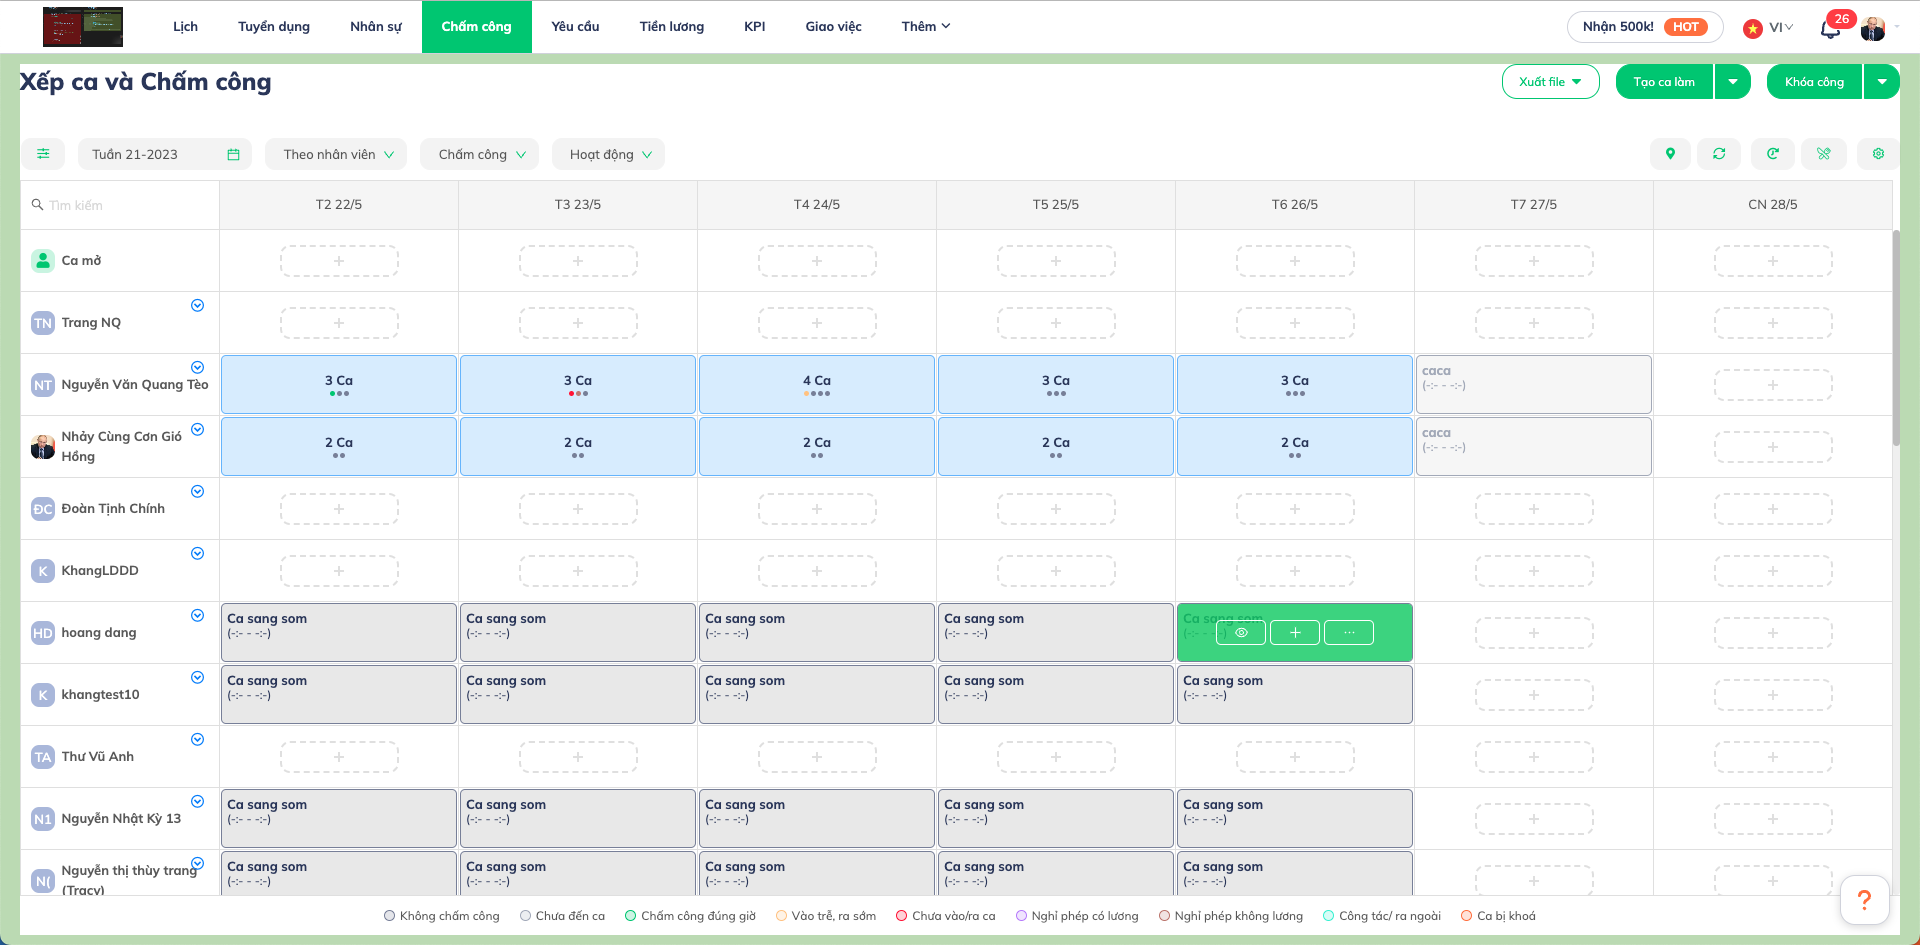 Lịch Tuyển dụng Nhân sự Chấm công Yêu cầu Tiền lương KPI Giao việc Thêm Nhận 500k! HOT VI 26
Xếp ca và Chấm công Xuất file Tạo ca làm Khóa công
Tuần 21-2023 Theo nhân viên Chấm công Hoạt động
Tìm kiếm T2 22/5 T3 23/5 T4 24/5 T5 25/5 T6 26/5 T7 27/5 CN 28/5
Ca mở
TN Trang NQ
NT Nguyễn Văn Quang Tèo 3 Ca 3 Ca 4 Ca 3 Ca 3 Ca caca
(-:- - -:-)
Nhảy Cùng Cơn Gió Hồng 2 Ca 2 Ca 2 Ca 2 Ca 2 Ca caca
(-:- - -:-)
ĐC Đoàn Tịnh Chính
K KhangLDDD
HD hoang dang Ca sang som Ca sang som Ca sang som Ca sang som Ca sang som
(-:- - -:-) (-:- - -:-) (-:- - -:-) (-:- - -:-) (-:- - -:-)
K khangtest10 Ca sang som Ca sang som Ca sang som Ca sang som Ca sang som
(-:- - -:-) (-:- - -:-) (-:- - -:-) (-:- - -:-) (-:- - -:-)
TA Thư Vũ Anh
N1 Nguyễn Nhật Kỳ 13 Ca sang som Ca sang som Ca sang som Ca sang som Ca sang som
(-:- - -:-) (-:- - -:-) (-:- - -:-) (-:- - -:-) (-:- - -:-)
N( Nguyễn thị thùy trang (Tracy) Ca sang som Ca sang som Ca sang som Ca sang som Ca sang som
(-:- - -:-) (-:- - -:-) (-:- - -:-) (-:- - -:-) (-:- - -:-)
Không chấm công Chưa đến ca Chấm công đúng giờ Vào trễ, ra sớm Chưa vào/ra ca Nghỉ phép có lương Nghỉ phép không lương Công tác/ ra ngoài Ca bị khoá
?